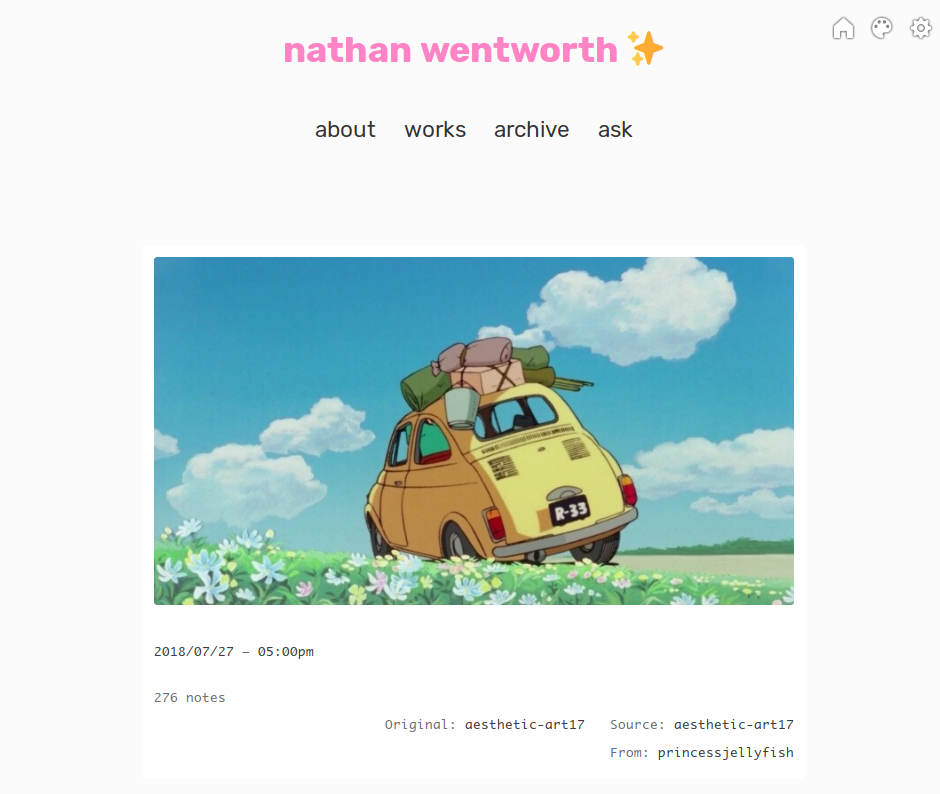 nathan wentworth ✨
about works archive ask
R-33
2018/07/27 — 05:00pm
276 notes
Original: aesthetic-art17 Source: aesthetic-art17
From: princessjellyfish